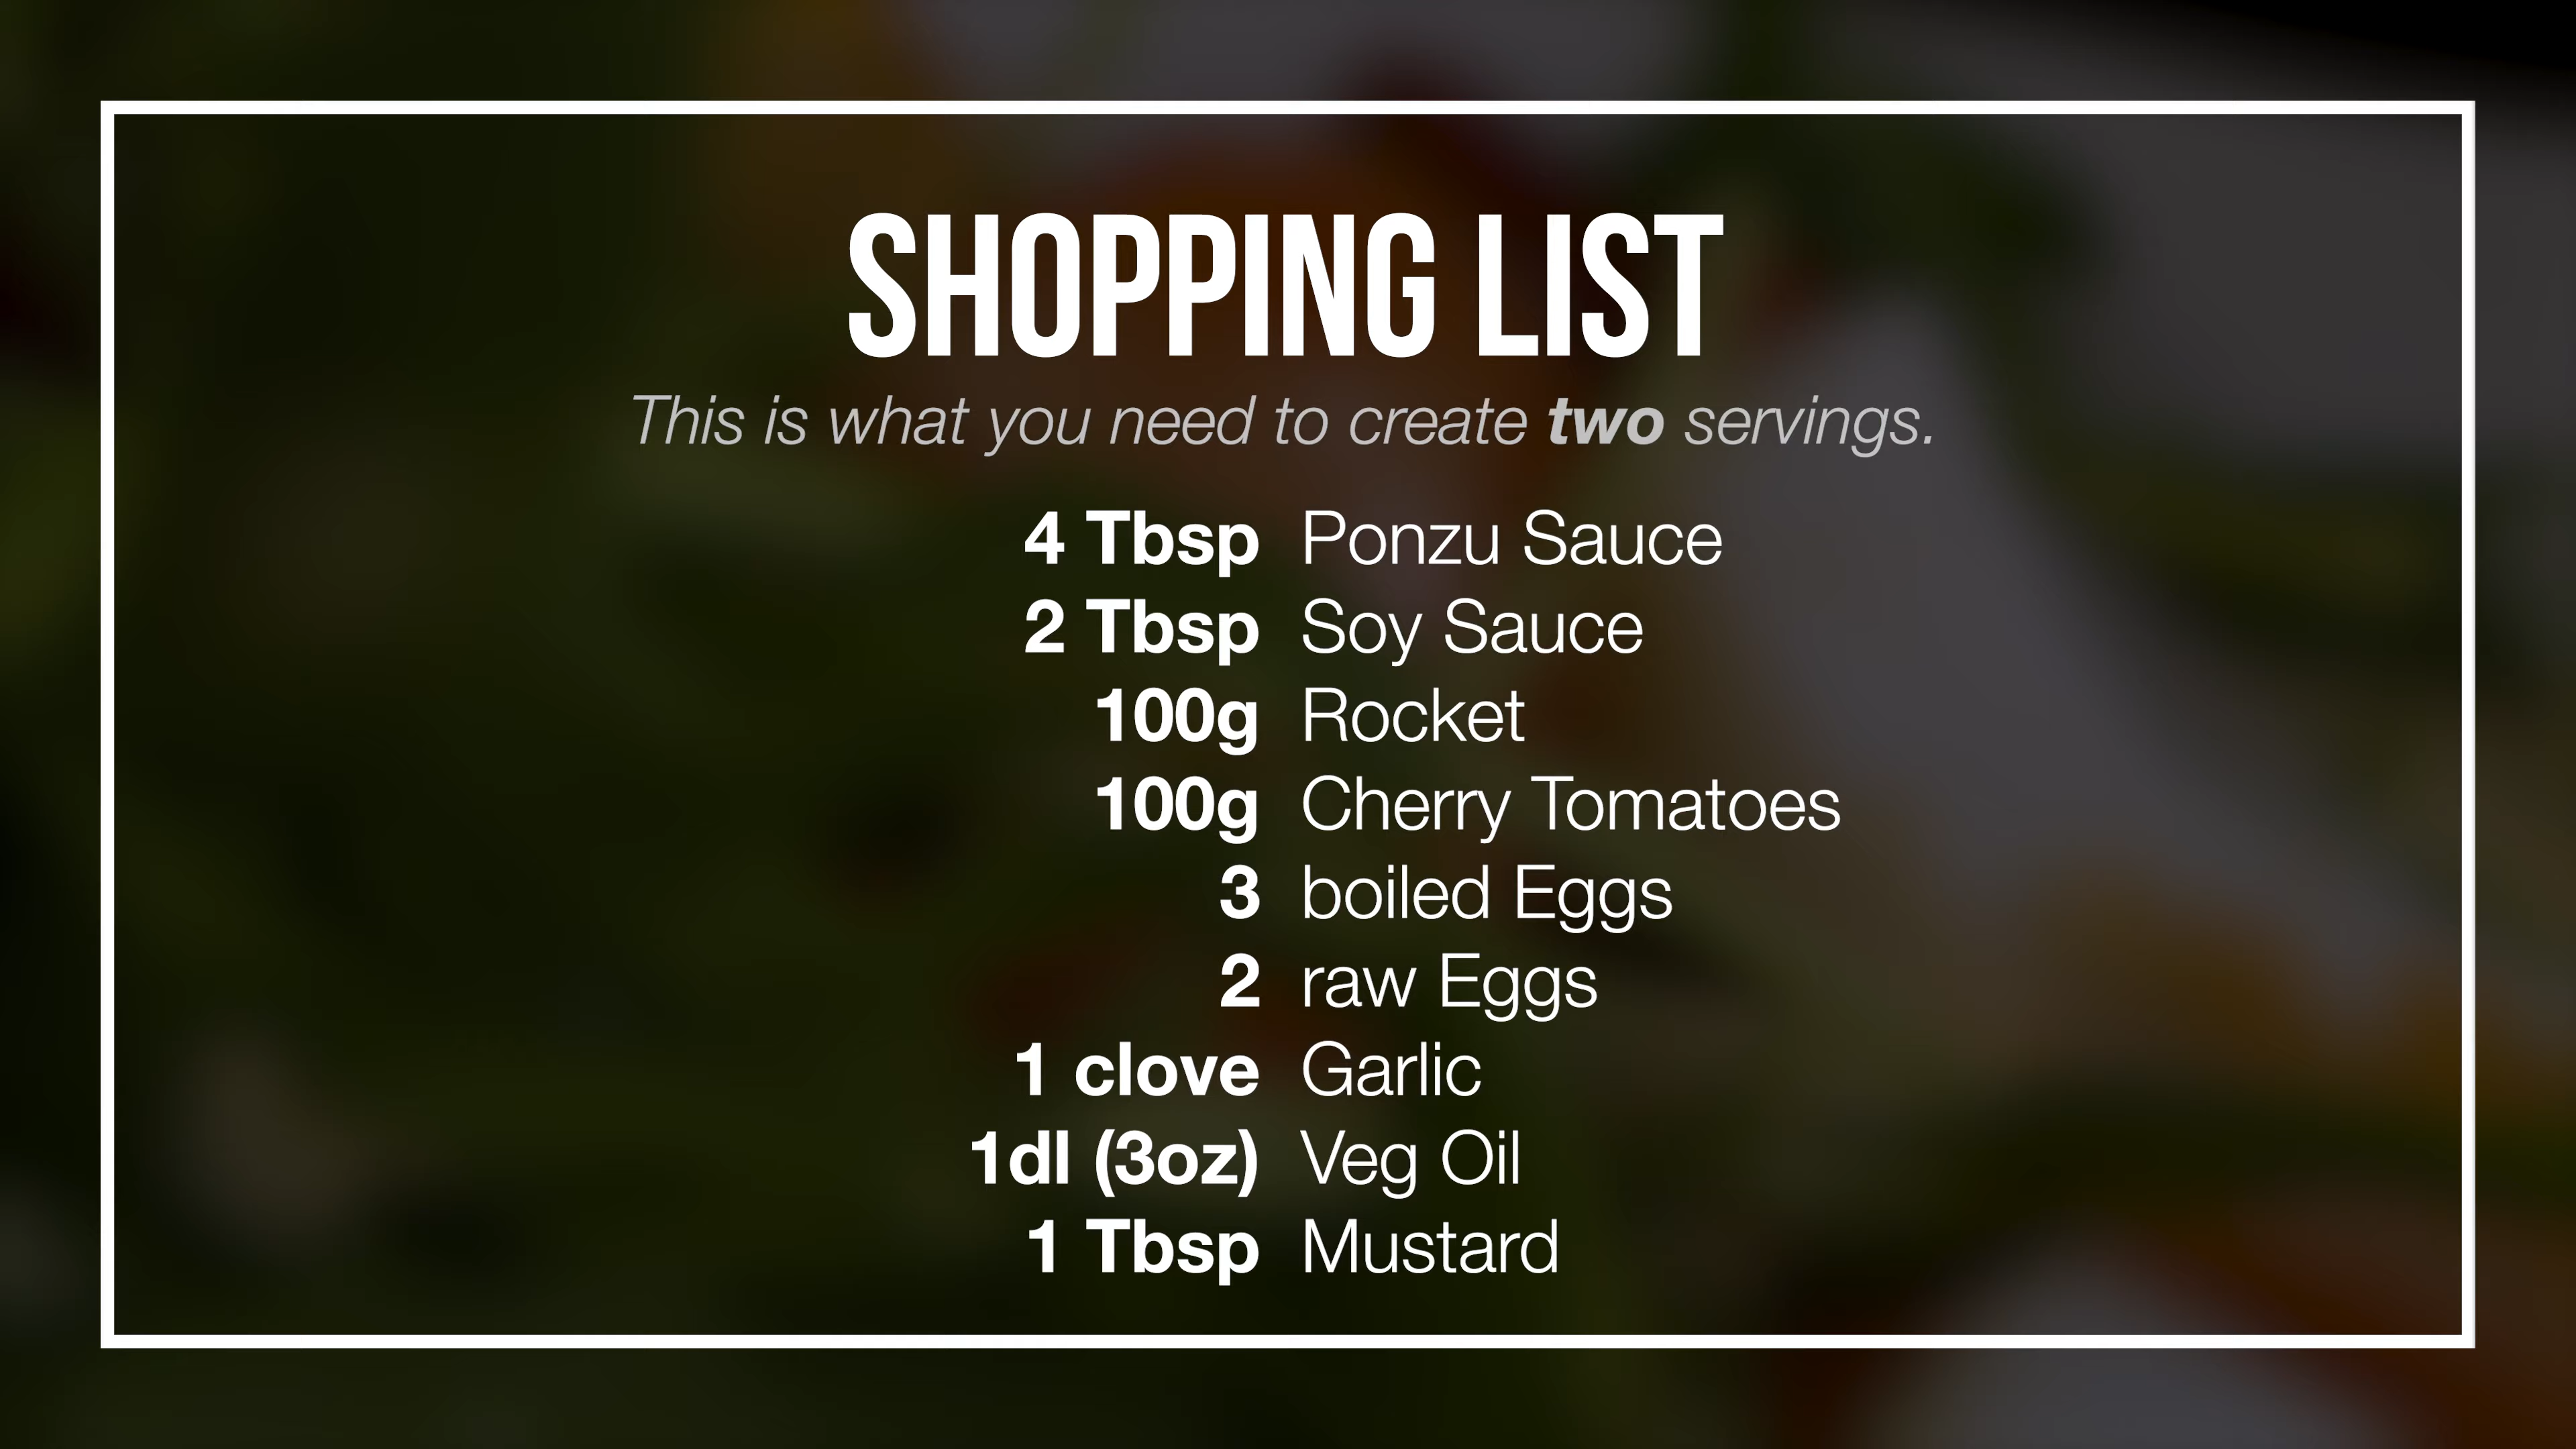 SHOPPING LIST
This is what you need to create two servings.
4 Tbsp Ponzu Sauce
2 Tbsp Soy Sauce
100g Rocket
100g Cherry Tomatoes
3 boiled Eggs
2 raw Eggs
1 clove Garlic
1dl (3oz) Veg Oil
1 Tbsp Mustard